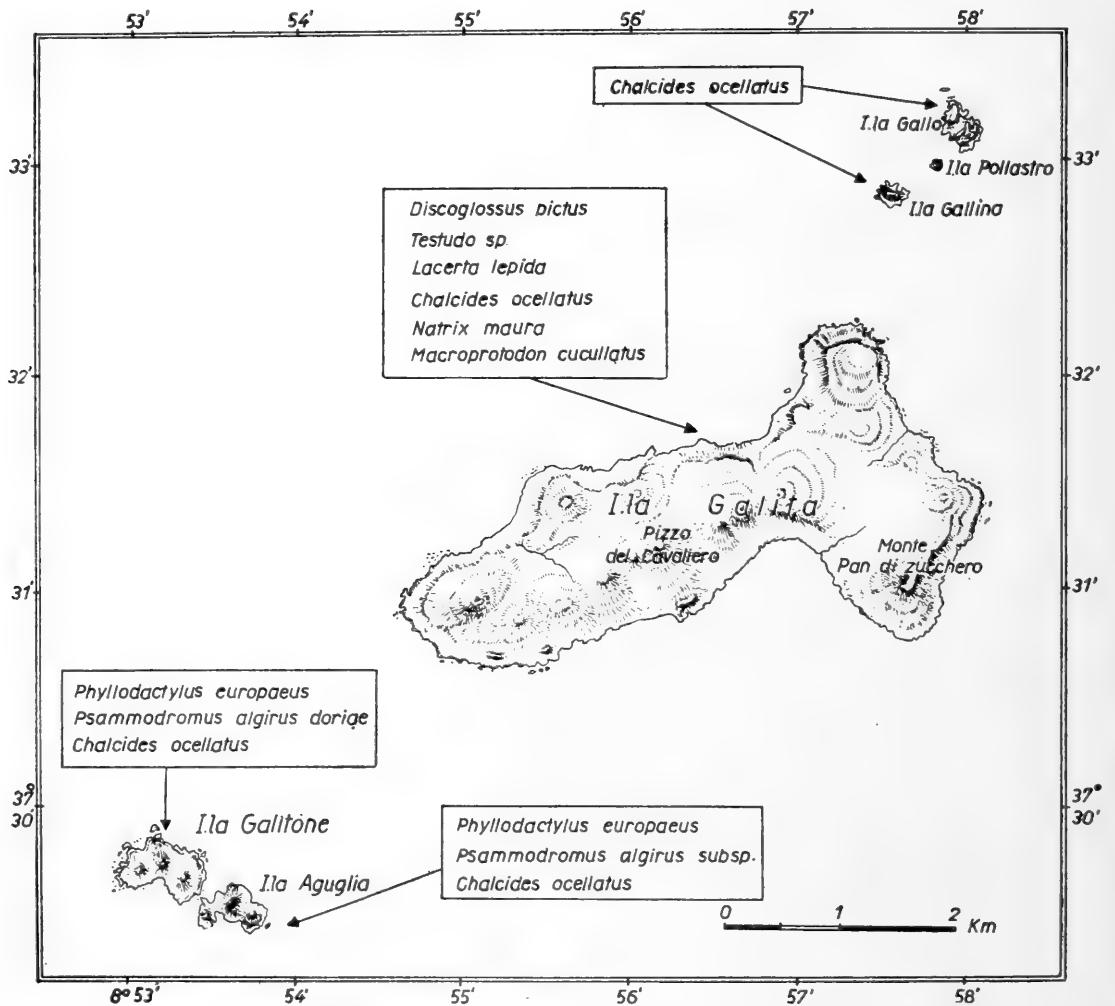 53' 54' 55' 56' 57' 58'
Chalcides ocellatus
I.la Gallo
33' 33'
I.la Pollastro
I.la Gallina
Discoglossus pictus
Testudo sp.
Lacerta lepida
Chalcides ocellatus
Natrix maura
Macroprotodon cucullatus
32' 32'
I.la Galita
Pizzo
del Cavaliero
Monte
Pan di zucchero
31' 31'
Phyllodactylus europaeus
Psammodromus algirus doriae
Chalcides ocellatus
37°
30'
37°
30'
I.la Galitone
Phyllodactylus europaeus
Psammodromus algirus subsp.
Chalcides ocellatus
I.la Aguglia
0 1 2 Km
8° 53' 54' 55' 56' 57' 58'